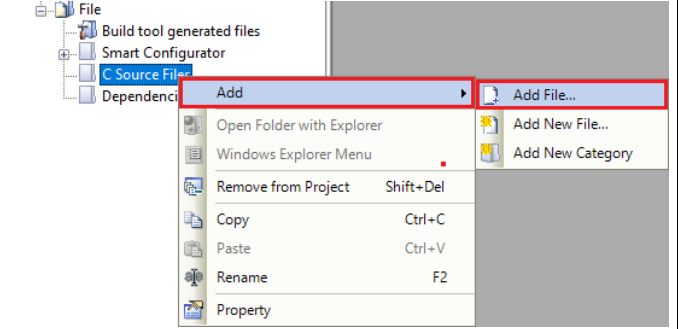 File
Build tool generated files
Smart Configurator
C Source Files
Dependenci
Add
Open Folder with Explorer
Windows Explorer Menu
Remove from Project Shift+Del
Copy Ctrl+C
Paste Ctrl+V
Rename F2
Property
Add File...
Add New File...
Add New Category